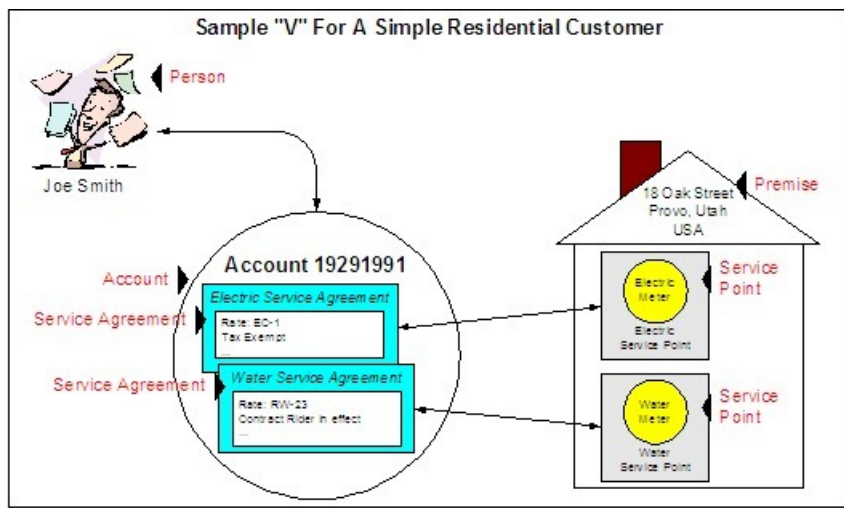 Sample "V" For A Simple Residential Customer
Person
Joe Smith
18 Oak Street
Provo, Utah
USA
Premise
Account 19291991
Account
Electric Service Agreement
Service Agreement
Rate: EC-1
Tax Exempt
...
Water Service Agreement
Service Agreement
Rate: RW-23
Contract Rider in effect
...
Electric
Meter
Electric
Service Point
Service
Point
Water
Meter
Water
Service Point
Service
Point